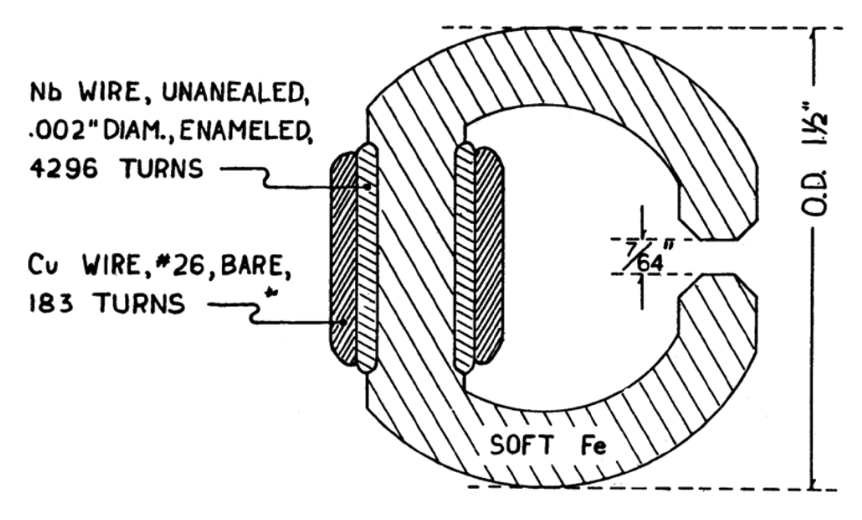 Nb WIRE, UNANEALED,
.002" DIAM., ENAMELED,
4296 TURNS
Cu WIRE, #26, BARE,
183 TURNS
7/64"
O.D. 1½"
SOFT Fe